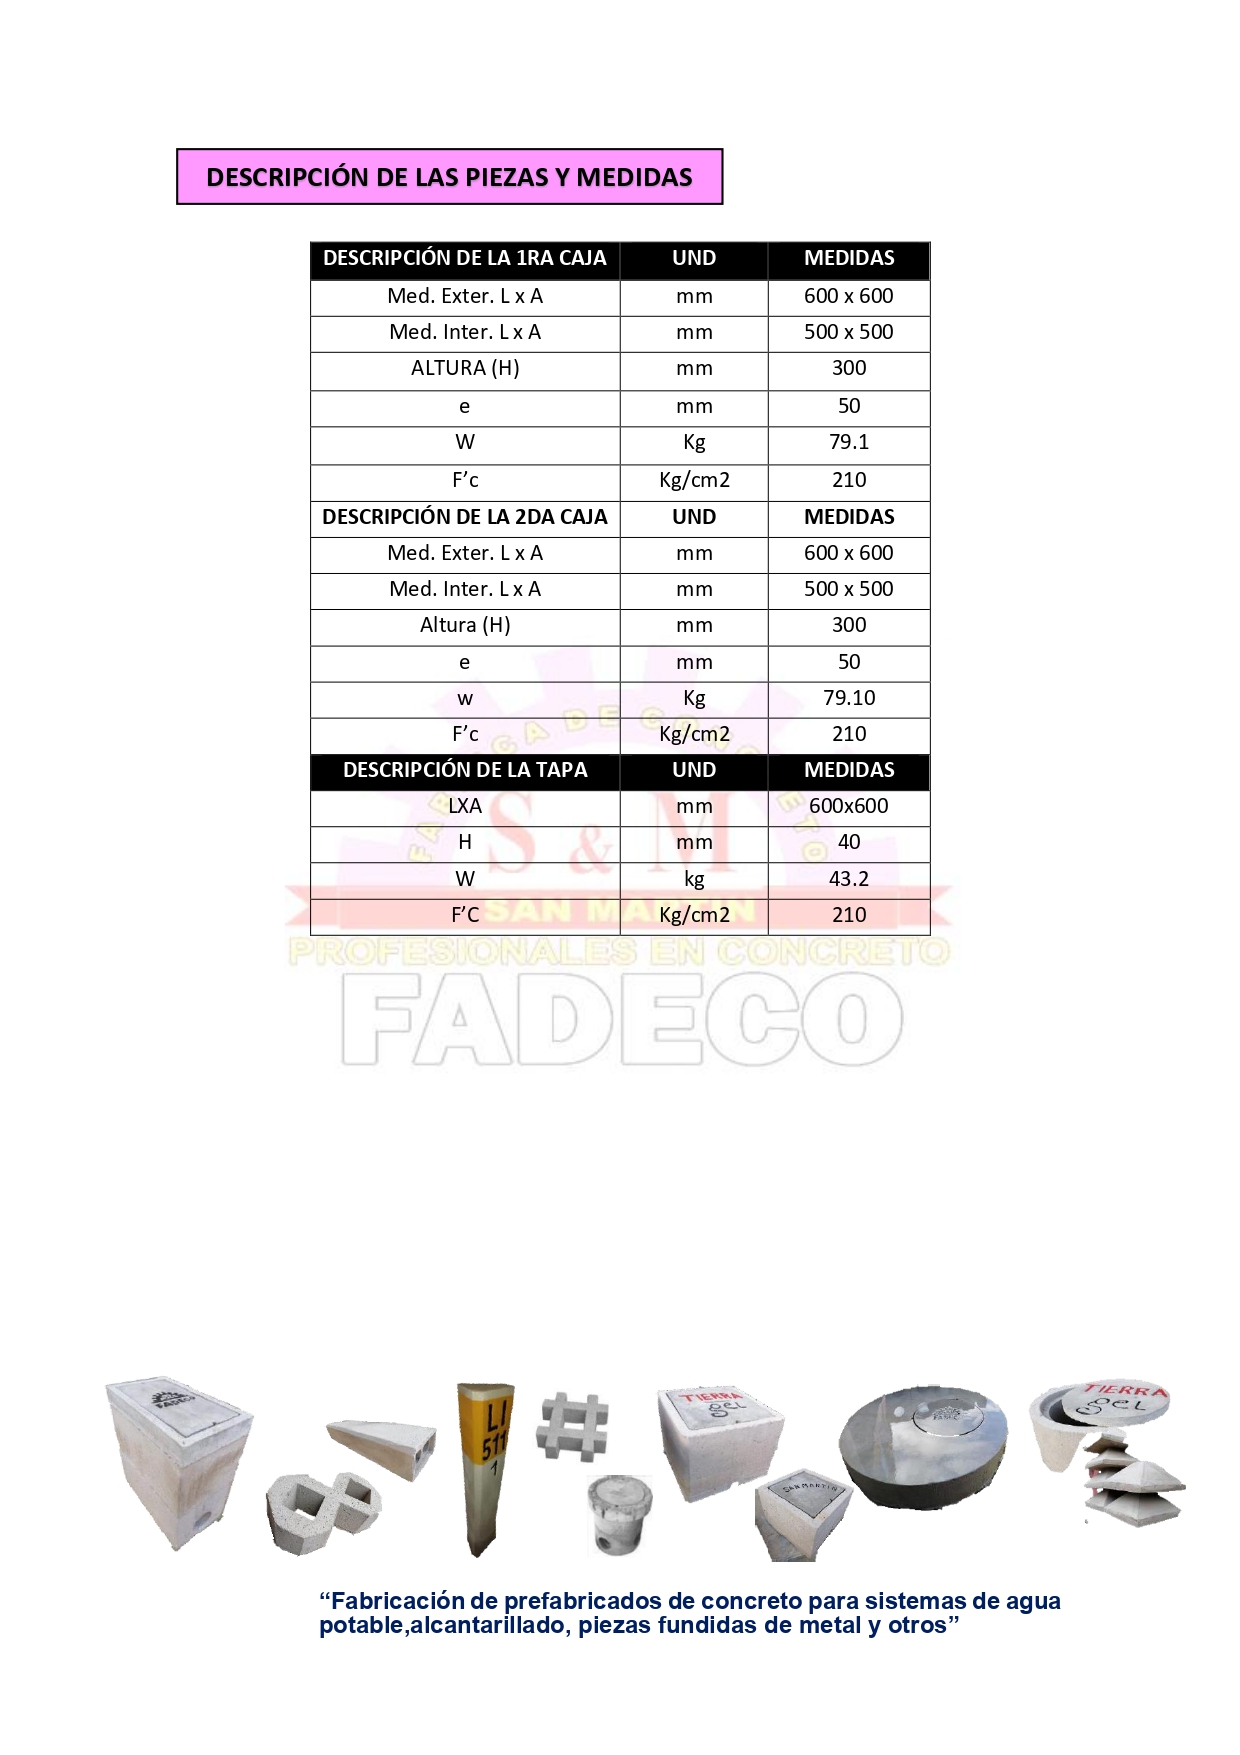 DESCRIPCIÓN DE LAS PIEZAS Y MEDIDAS
DESCRIPCIÓN DE LA 1RA CAJA UND MEDIDAS
Med. Exter. L x A mm 600 x 600
Med. Inter. L x A mm 500 x 500
ALTURA (H) mm 300
e mm 50
W Kg 79.1
F’c Kg/cm2 210
DESCRIPCIÓN DE LA 2DA CAJA UND MEDIDAS
Med. Exter. L x A mm 600 x 600
Med. Inter. L x A mm 500 x 500
Altura (H) mm 300
e mm 50
w Kg 79.10
F’c Kg/cm2 210
DESCRIPCIÓN DE LA TAPA UND MEDIDAS
LXA mm 600x600
H mm 40
W kg 43.2
F’C Kg/cm2 210
FABRICA DE CONCRETO
S & M
SAN MARTIN
PROFESIONALES EN CONCRETO
FADECO
FADECO
LI
511
1
TIERRA
gel
SAN MARTIN
TIERRA
gEL
“Fabricación de prefabricados de concreto para sistemas de agua
potable,alcantarillado, piezas fundidas de metal y otros”